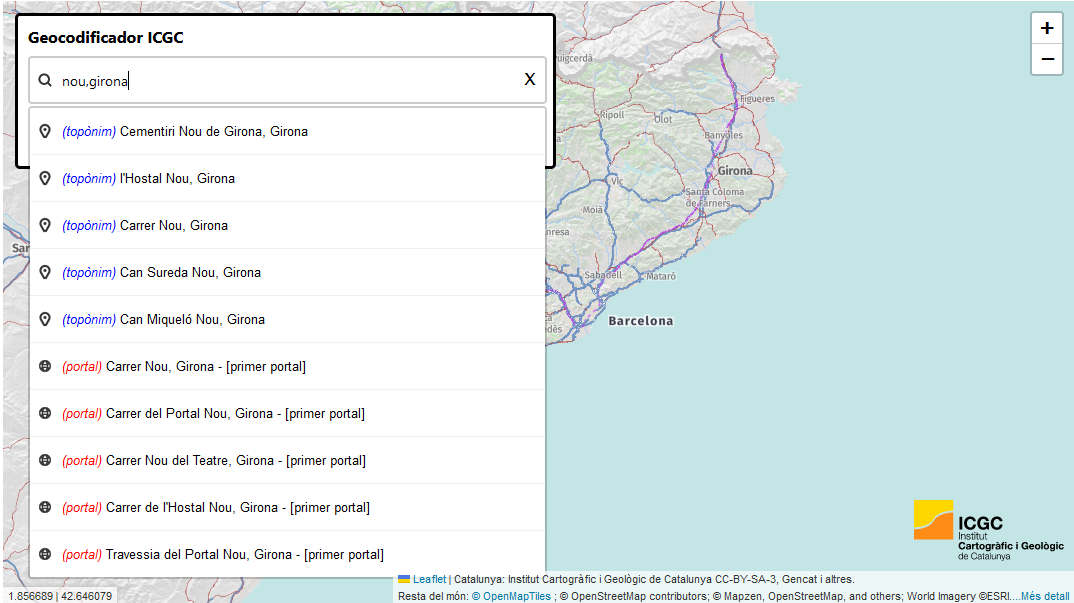 Geocodificador ICGC
nou,girona
X
(topònim) Cementiri Nou de Girona, Girona
(topònim) l'Hostal Nou, Girona
(topònim) Carrer Nou, Girona
(topònim) Can Sureda Nou, Girona
(topònim) Can Miqueló Nou, Girona
(portal) Carrer Nou, Girona - [primer portal]
(portal) Carrer del Portal Nou, Girona - [primer portal]
(portal) Carrer Nou del Teatre, Girona - [primer portal]
(portal) Carrer de l'Hostal Nou, Girona - [primer portal]
(portal) Travessia del Portal Nou, Girona - [primer portal]
+
−
uigcerdà
Figueres
Ripoll
Olot
Banyoles
Girona
Vic
Santa Coloma
de Farners
Moià
nresa
Sabadell
Mataró
Barcelona
edès
Sar
ICGC
Institut
Cartogràfic i Geològic
de Catalunya
Leaflet | Catalunya: Institut Cartogràfic i Geològic de Catalunya CC-BY-SA-3, Gencat i altres.
Resta del món: © OpenMapTiles ; © OpenStreetMap contributors; © Mapzen, OpenStreetMap, and others; World Imagery ©ESRI....Més detall
1.856689 | 42.646079